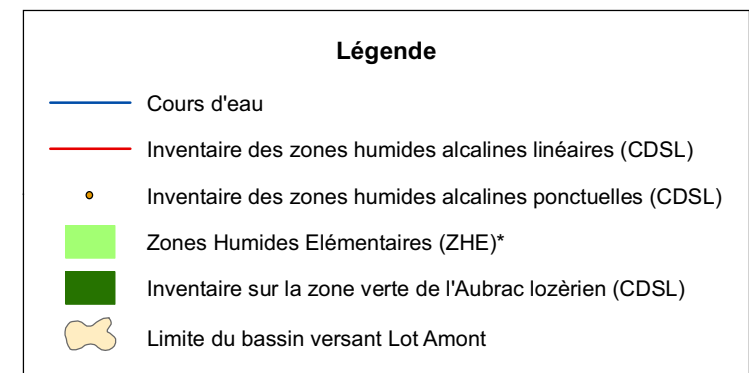 Légende
Cours d'eau
Inventaire des zones humides alcalines linéaires (CDSL)
Inventaire des zones humides alcalines ponctuelles (CDSL)
Zones Humides Elémentaires (ZHE)*
Inventaire sur la zone verte de l'Aubrac lozèrien (CDSL)
Limite du bassin versant Lot Amont